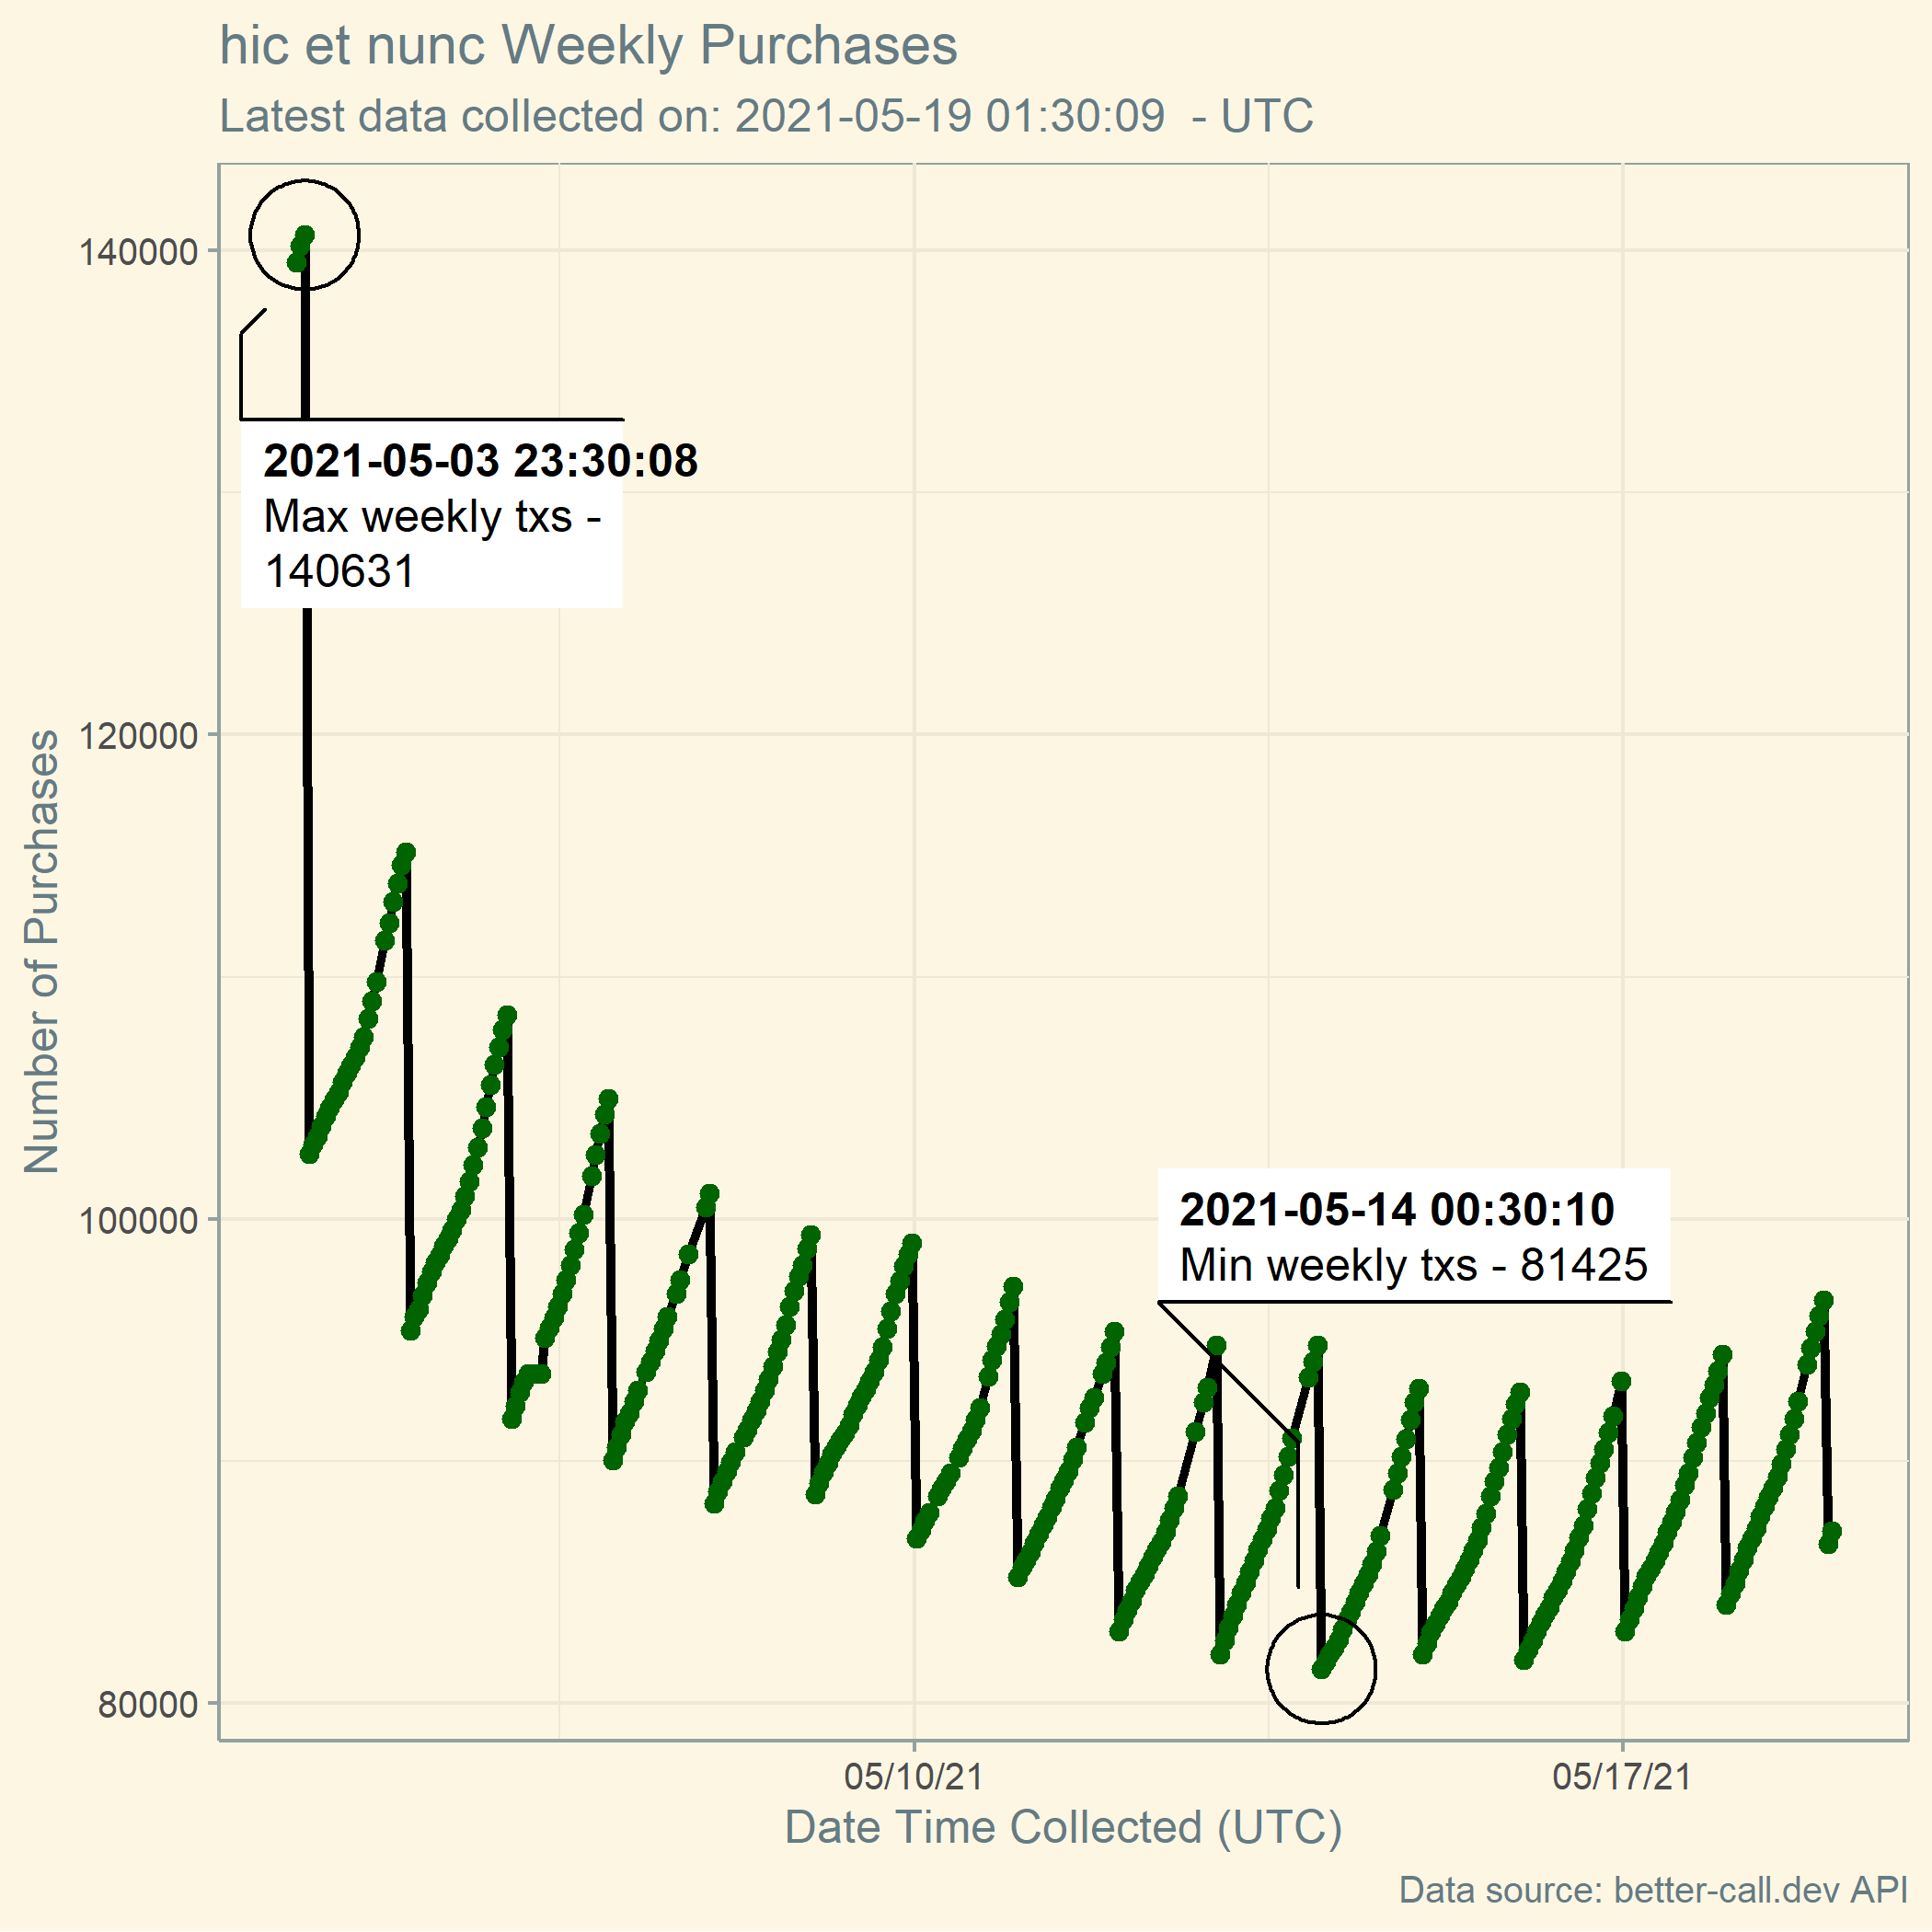 hic et nunc Weekly Purchases
Latest data collected on: 2021-05-19 01:30:09  - UTC
Number of Purchases
140000
120000
100000
80000
2021-05-03 23:30:08
Max weekly txs -
140631
2021-05-14 00:30:10
Min weekly txs - 81425
05/10/21
05/17/21
Date Time Collected (UTC)
Data source: better-call.dev API